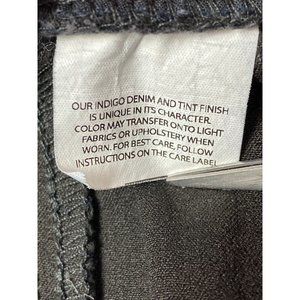 OUR INDIGO DENIM AND TINT FINISH
IS UNIQUE IN ITS CHARACTER.
COLOR MAY TRANSFER ONTO LIGHT
FABRICS OR UPHOLSTERY WHEN
WORN. FOR BEST CARE, FOLLOW
INSTRUCTIONS ON THE CARE LABEL